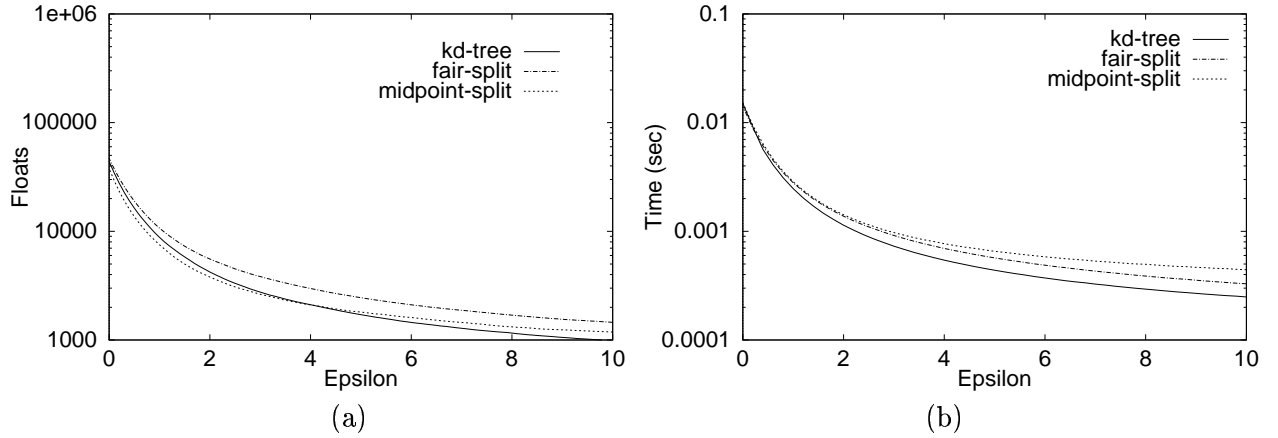 1e+06
100000
10000
1000
Floats
kd-tree
fair-split
midpoint-split
0 2 4 6 8 10
Epsilon
(a)
0.1
0.01
0.001
0.0001
Time (sec)
kd-tree
fair-split
midpoint-split
0 2 4 6 8 10
Epsilon
(b)